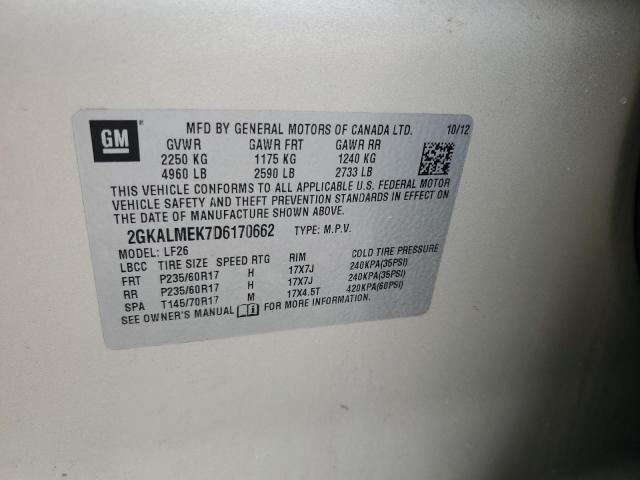 GM
MFD BY GENERAL MOTORS OF CANADA LTD. 10/12
GVWR GAWR FRT GAWR RR
2250 KG 1175 KG 1240 KG
4960 LB 2590 LB 2733 LB
THIS VEHICLE CONFORMS TO ALL APPLICABLE U.S. FEDERAL MOTOR
VEHICLE SAFETY AND THEFT PREVENTION STANDARDS IN EFFECT ON
THE DATE OF MANUFACTURE SHOWN ABOVE.
2GKALMEK7D6170662 TYPE: M.P.V.
MODEL: LF26
LBCC TIRE SIZE SPEED RTG RIM COLD TIRE PRESSURE
FRT P235/60R17 H 17X7J 240KPA(35PSI)
RR P235/60R17 H 17X7J 240KPA(35PSI)
SPA T145/70R17 M 17X4.5T 420KPA(60PSI)
SEE OWNER'S MANUAL FOR MORE INFORMATION